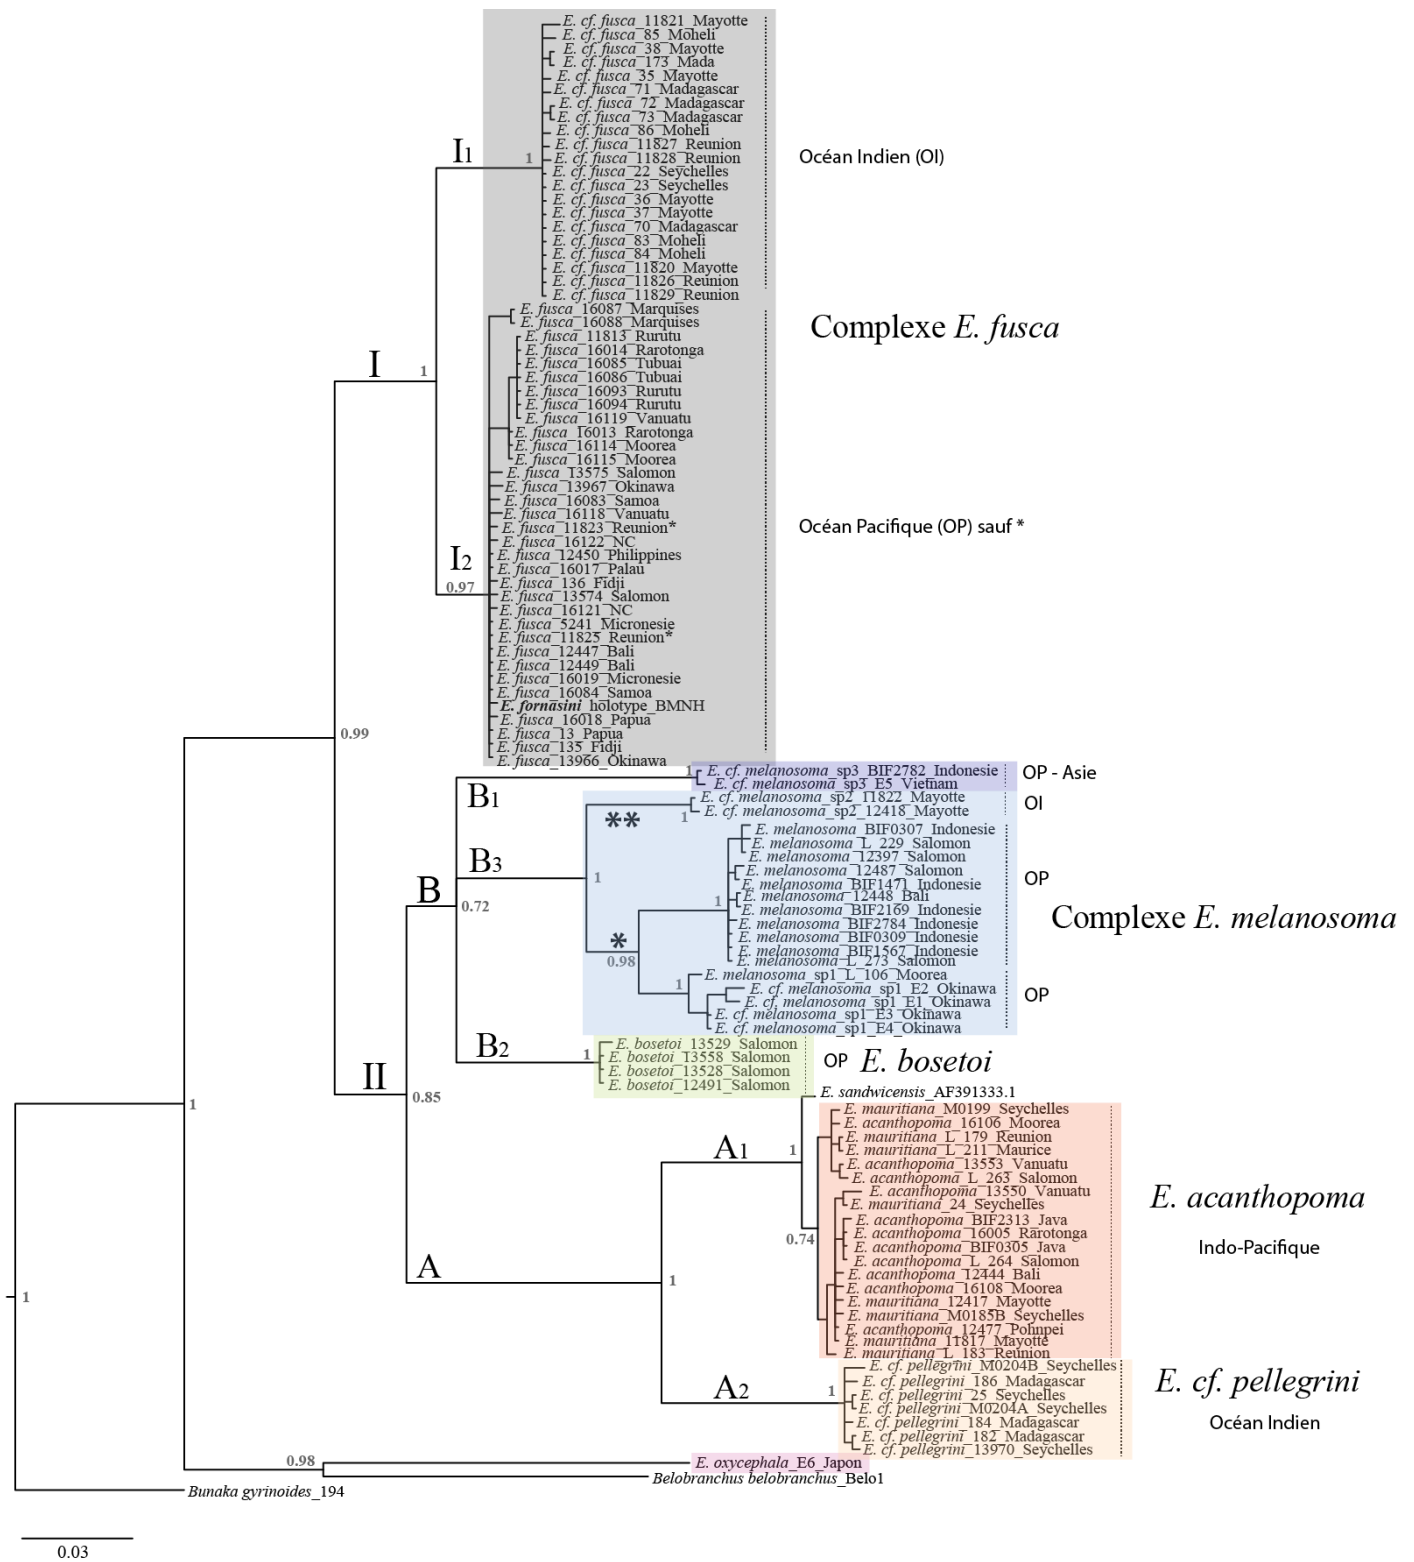 E. cf. fusca_11821_Mayotte
E. cf. fusca_85_Moheli
E. cf. fusca_38_Mayotte
E. cf. fusca_173_Mada
E. cf. fusca_35_Mayotte
E. cf. fusca_71_Madagascar
E. cf. fusca_72_Madagascar
E. cf. fusca_73_Madagascar
E. cf. fusca_86_Moheli
I1
1
E. cf. fusca_11827_Reunion
E. cf. fusca_11828_Reunion
Océan Indien (OI)
E. cf. fusca_22_Seychelles
E. cf. fusca_23_Seychelles
E. cf. fusca_36_Mayotte
E. cf. fusca_37_Mayotte
E. cf. fusca_70_Madagascar
E. cf. fusca_83_Moheli
E. cf. fusca_84_Moheli
E. cf. fusca_11820_Mayotte
E. cf. fusca_11826_Reunion
E. cf. fusca_11829_Reunion
E. fusca_16087_Marquises
E. fusca_16088_Marquises
Complexe E. fusca
E. fusca_11813_Rurutu
E. fusca_16014_Rarotonga
E. fusca_16085_Tubuai
I
1
E. fusca_16086_Tubuai
E. fusca_16093_Rurutu
E. fusca_16094_Rurutu
E. fusca_16119_Vanuatu
E. fusca_16013_Rarotonga
E. fusca_16114_Moorea
E. fusca_16115_Moorea
E. fusca_13575_Salomon
E. fusca_13967_Okinawa
E. fusca_16083_Samoa
E. fusca_16118_Vanuatu
E. fusca_11823_Reunion*
Océan Pacifique (OP) sauf *
E. fusca_16122_NC
E. fusca_12450_Philippines
I2
E. fusca_16017_Palau
E. fusca_136_Fidji
0.97
E. fusca_13574_Salomon
E. fusca_16121_NC
E. fusca_5241_Micronesie
E. fusca_11825_Reunion*
E. fusca_12447_Bali
E. fusca_12449_Bali
E. fusca_16019_Micronesie
E. fusca_16084_Samoa
E. fornasini_holotype_BMNH
E. fusca_16018_Papua
E. fusca_13_Papua
0.99
E. fusca_135_Fidji
E. fusca_13966_Okinawa
1
E. cf. melanosoma_sp3_BIF2782_Indonesie
OP - Asie
E. cf. melanosoma_sp3_E5_Vietnam
B1
E. cf. melanosoma_sp2_11822_Mayotte
OI
E. cf. melanosoma_sp2_12418_Mayotte
1
**
E. melanosoma_BIF0307_Indonesie
E. melanosoma_L_229_Salomon
E. melanosoma_12397_Salomon
B3
E. melanosoma_12487_Salomon
1
OP
E. melanosoma_BIF1471_Indonesie
B
E. melanosoma_12448_Bali
0.72
1
E. melanosoma_BIF2169_Indonesie
Complexe E. melanosoma
E. melanosoma_BIF2784_Indonesie
*
E. melanosoma_BIF0309_Indonesie
E. melanosoma_BIF1567_Indonesie
0.98
E. melanosoma_L_273_Salomon
E. melanosoma_sp1_L_106_Moorea
1
E. cf. melanosoma_sp1_E2_Okinawa
OP
E. cf. melanosoma_sp1_E1_Okinawa
E. cf. melanosoma_sp1_E3_Okinawa
E. cf. melanosoma_sp1_E4_Okinawa
B2
1
E. bosetoi_13529_Salomon
E. bosetoi_13558_Salomon
OP E. bosetoi
E. bosetoi_13528_Salomon
E. bosetoi_12491_Salomon
II
0.85
1
E. sandwicensis_AF391333.1
E. mauritiana_M0199_Seychelles
E. acanthopoma_16106_Moorea
E. mauritiana_L_179_Reunion
A1
1
E. mauritiana_L_211_Maurice
E. acanthopoma_13553_Vanuatu
E. acanthopoma_L_263_Salomon
E. acanthopoma_13550_Vanuatu
E. acanthopoma
E. mauritiana_24_Seychelles
E. acanthopoma_BIF2313_Java
E. acanthopoma_16005_Rarotonga
0.74
E. acanthopoma_BIF0305_Java
Indo-Pacifique
E. acanthopoma_L_264_Salomon
A
1
E. acanthopoma_12444_Bali
E. acanthopoma_16108_Moorea
1
E. mauritiana_12417_Mayotte
E. mauritiana_M0185B_Seychelles
E. acanthopoma_12477_Pohnpei
E. mauritiana_11817_Mayotte
E. mauritiana_L_183_Reunion
E. cf. pellegrini_M0204B_Seychelles
A2
1
E. cf. pellegrini_186_Madagascar
E. cf. pellegrini
E. cf. pellegrini_25_Seychelles
E. cf. pellegrini_M0204A_Seychelles
E. cf. pellegrini_184_Madagascar
Océan Indien
E. cf. pellegrini_182_Madagascar
E. cf. pellegrini_13970_Seychelles
0.98
E. oxycephala_E6_Japon
Belobranchus belobranchus_Belo1
Bunaka gyrinoides_194
0.03